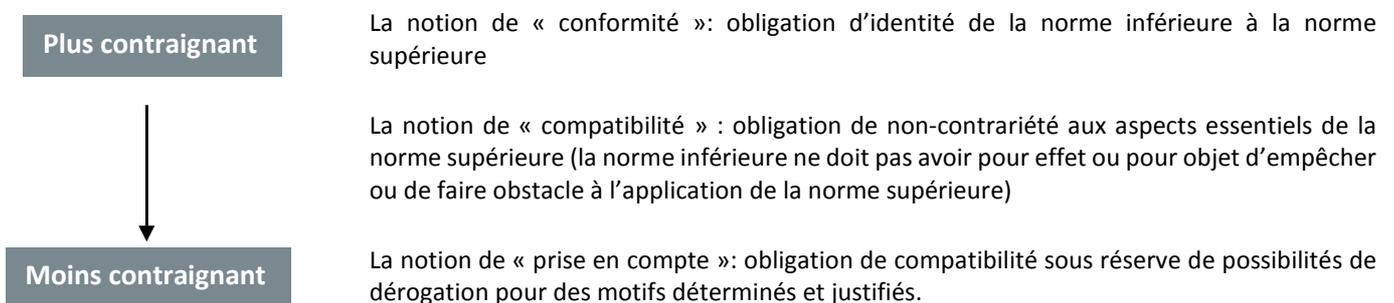 Plus contraignant
La notion de « conformité »: obligation d’identité de la norme inférieure à la norme
supérieure
La notion de « compatibilité » : obligation de non-contrariété aux aspects essentiels de la
norme supérieure (la norme inférieure ne doit pas avoir pour effet ou pour objet d’empêcher
ou de faire obstacle à l’application de la norme supérieure)
Moins contraignant
La notion de « prise en compte »: obligation de compatibilité sous réserve de possibilités de
dérogation pour des motifs déterminés et justifiés.